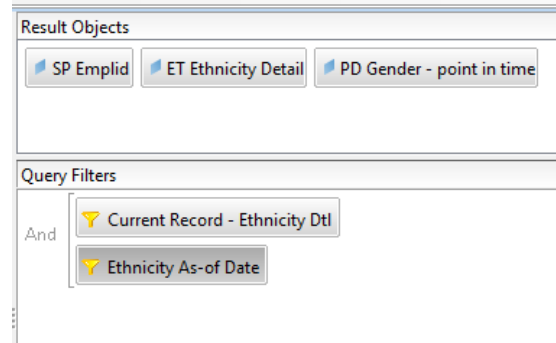 Result Objects
SP Emplid ET Ethnicity Detail PD Gender - point in time
Query Filters
Current Record - Ethnicity Dtl
And
Ethnicity As-of Date